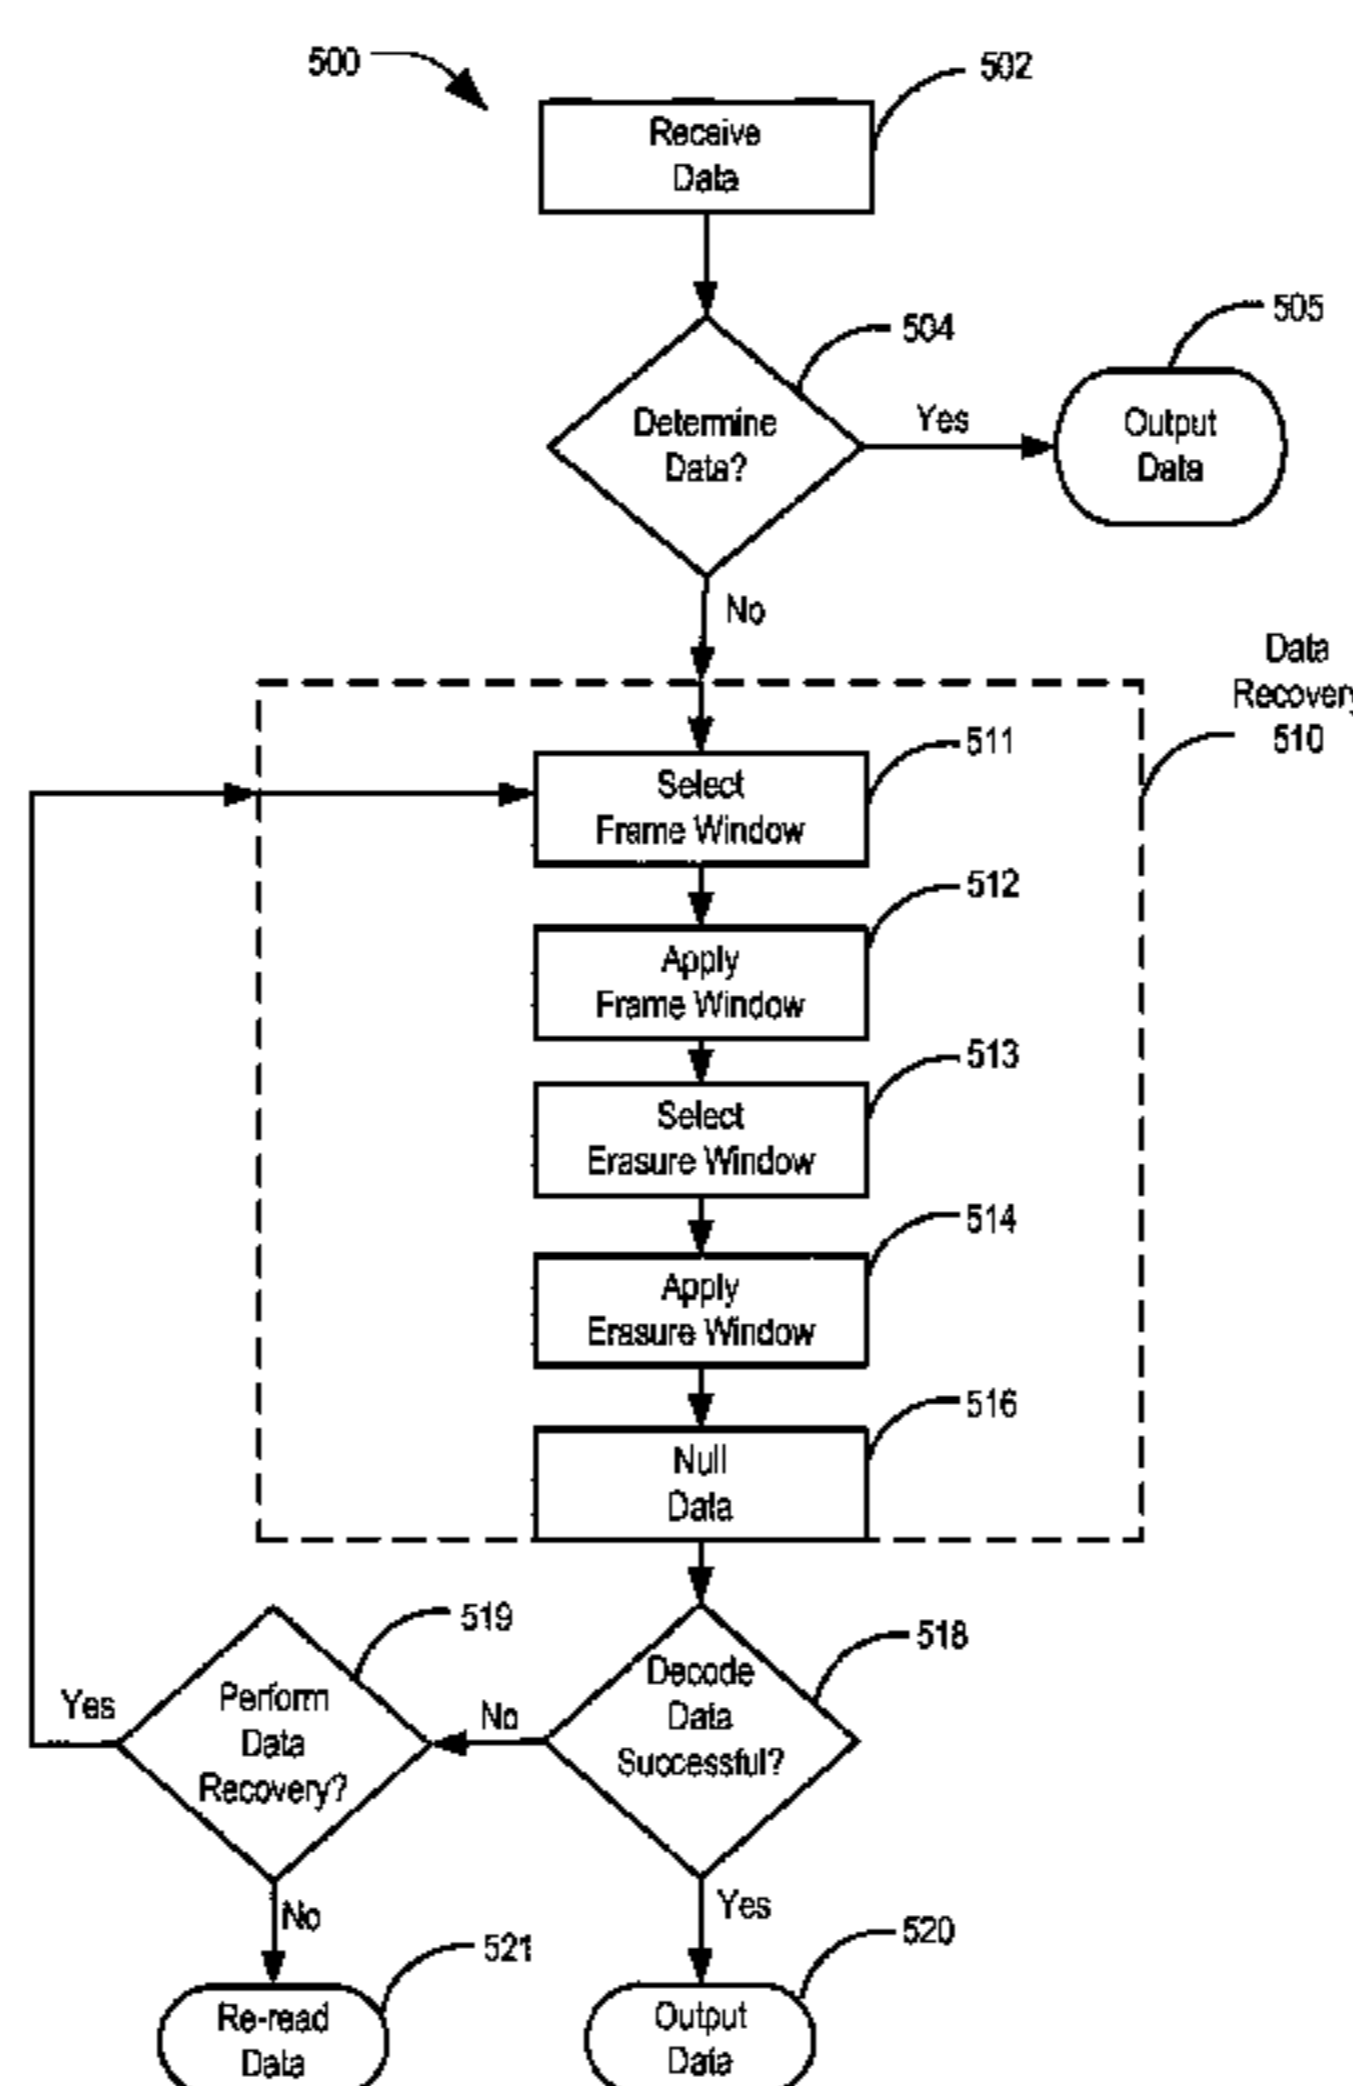 500
502
Receive
Data
504
505
Determine
Data?
Yes
Output
Data
No
Data
Recovery
510
511
Select
Frame Window
512
Apply
Frame Window
513
Select
Erasure Window
514
Apply
Erasure Window
516
Null
Data
519
518
Yes
Perform
Data
Recovery?
No
Decode
Data
Successful?
No
Yes
521
520
Re-read
Data
Output
Data